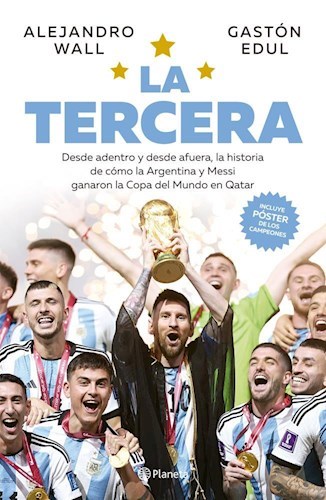 ALEJANDRO WALL
GASTÓN EDUL
LA
TERCERA
Desde adentro y desde afuera, la historia
de cómo la Argentina y Messi
ganaron la Copa del Mundo en Qatar
INCLUYE
PÓSTER
DE LOS
CAMPEONES
Planeta